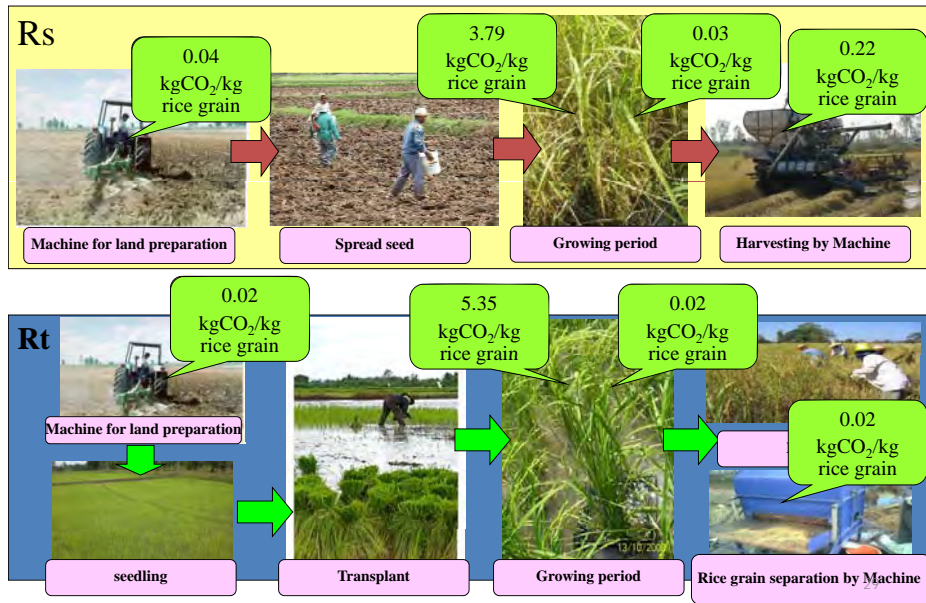 Rs
0.04
kgCO₂/kg
rice grain
3.79
kgCO₂/kg
rice grain
0.03
kgCO₂/kg
rice grain
0.22
kgCO₂/kg
rice grain
Machine for land preparation
Spread seed
Growing period
Harvesting by Machine
Rt
0.02
kgCO₂/kg
rice grain
5.35
kgCO₂/kg
rice grain
0.02
kgCO₂/kg
rice grain
Machine for land preparation
0.02
kgCO₂/kg
rice grain
13/10/200
seedling
Transplant
Growing period
Rice grain separation by Machine
29